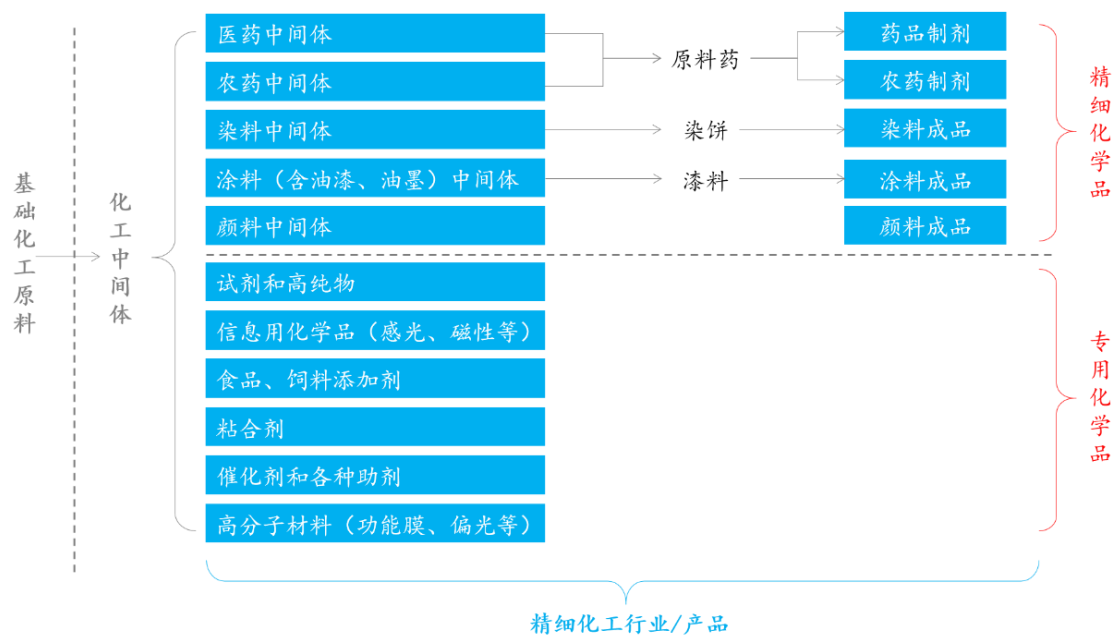 基础化工原料
化工中间体
医药中间体
农药中间体
原料药
药品制剂
农药制剂
染料中间体
染饼
染料成品
涂料（含油漆、油墨）中间体
漆料
涂料成品
颜料中间体
颜料成品
精细化学品
试剂和高纯物
信息用化学品（感光、磁性等）
食品、饲料添加剂
粘合剂
催化剂和各种助剂
高分子材料（功能膜、偏光等）
专用化学品
精细化工行业/产品